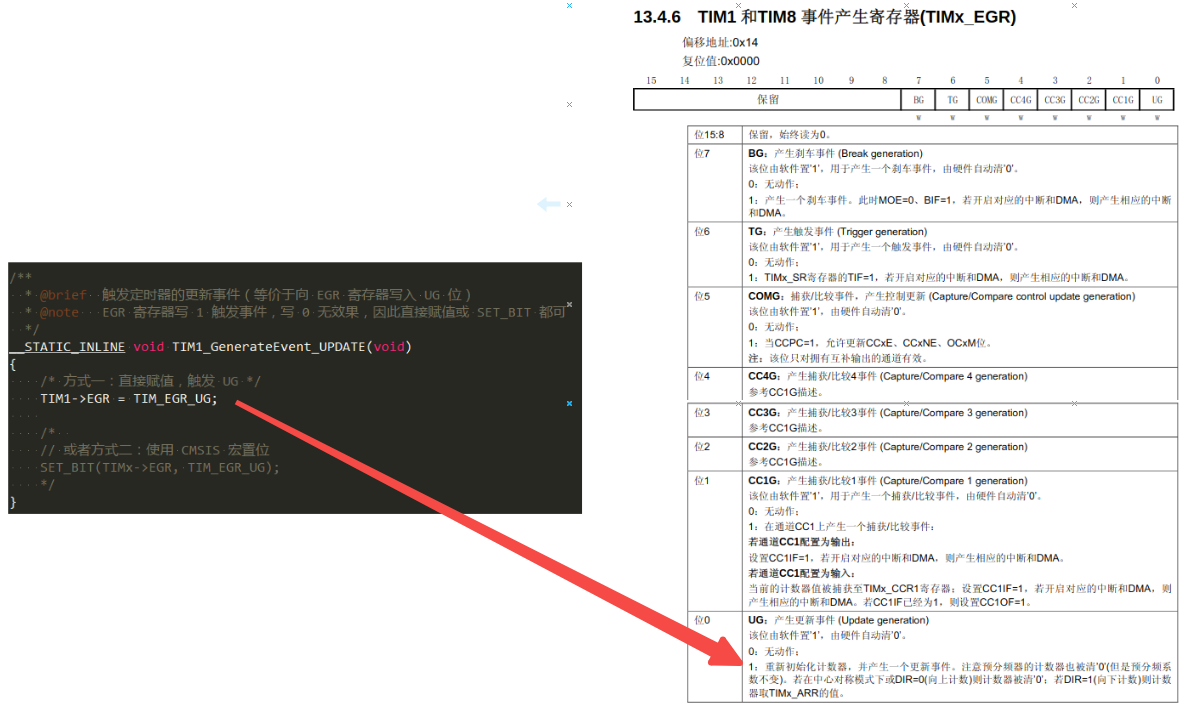 /**
* @brief 触发定时器的更新事件（等价于向 EGR 寄存器写入 UG 位）
* @note EGR 寄存器写 1 触发事件，写 0 无效果，因此直接赋值或 SET_BIT 都可
*/
__STATIC_INLINE void TIM1_GenerateEvent_UPDATE(void)
{
/* 方式一：直接赋值，触发 UG */
TIM1->EGR = TIM_EGR_UG;
/*
// 或者方式二：使用 CMSIS 宏置位
SET_BIT(TIMx->EGR, TIM_EGR_UG);
*/
}
13.4.6 TIM1 和TIM8 事件产生寄存器(TIMx_EGR)
偏移地址:0x14
复位值:0x0000
15 14 13 12 11 10 9 8 7 6 5 4 3 2 1 0
保留 BG TG COMG CC4G CC3G CC2G CC1G UG
w w w w w w w w
位15:8 保留，始终读为0。
位7 BG：产生刹车事件 (Break generation)
该位由软件置'1'，用于产生一个刹车事件，由硬件自动清'0'。
0：无动作；
1：产生一个刹车事件。此时MOE=0、BIF=1，若开启对应的中断和DMA，则产生相应的中断
和DMA。
位6 TG：产生触发事件 (Trigger generation)
该位由软件置'1'，用于产生一个触发事件，由硬件自动清'0'。
0：无动作；
1：TIMx_SR寄存器的TIF=1，若开启对应的中断和DMA，则产生相应的中断和DMA。
位5 COMG：捕获/比较事件，产生控制更新 (Capture/Compare control update generation)
该位由软件置'1'，由硬件自动清'0'。
0：无动作；
1：当CCPC=1，允许更新CCxE、CCxNE、OCxM位。
注：该位只对拥有互补输出的通道有效。
位4 CC4G：产生捕获/比较4事件 (Capture/Compare 4 generation)
参考CC1G描述。
位3 CC3G：产生捕获/比较3事件 (Capture/Compare 3 generation)
参考CC1G描述。
位2 CC2G：产生捕获/比较2事件 (Capture/Compare 2 generation)
参考CC1G描述。
位1 CC1G：产生捕获/比较1事件 (Capture/Compare 1 generation)
该位由软件置'1'，用于产生一个捕获/比较事件，由硬件自动清'0'。
0：无动作；
1：在通道CC1上产生一个捕获/比较事件：
若通道CC1配置为输出：
设置CC1IF=1，若开启对应的中断和DMA，则产生相应的中断和DMA。
若通道CC1配置为输入：
当前的计数器值被捕获至TIMx_CCR1寄存器；设置CC1IF=1，若开启对应的中断和DMA，则
产生相应的中断和DMA。若CC1IF已经为1，则设置CC1OF=1。
位0 UG：产生更新事件 (Update generation)
该位由软件置'1'，由硬件自动清'0'。
0：无动作；
1：重新初始化计数器，并产生一个更新事件。注意预分频器的计数器也被清'0'(但是预分频系
数不变)。若在中心对称模式下或DIR=0(向上计数)则计数器被清'0'；若DIR=1(向下计数)则计数
器取TIMx_ARR的值。